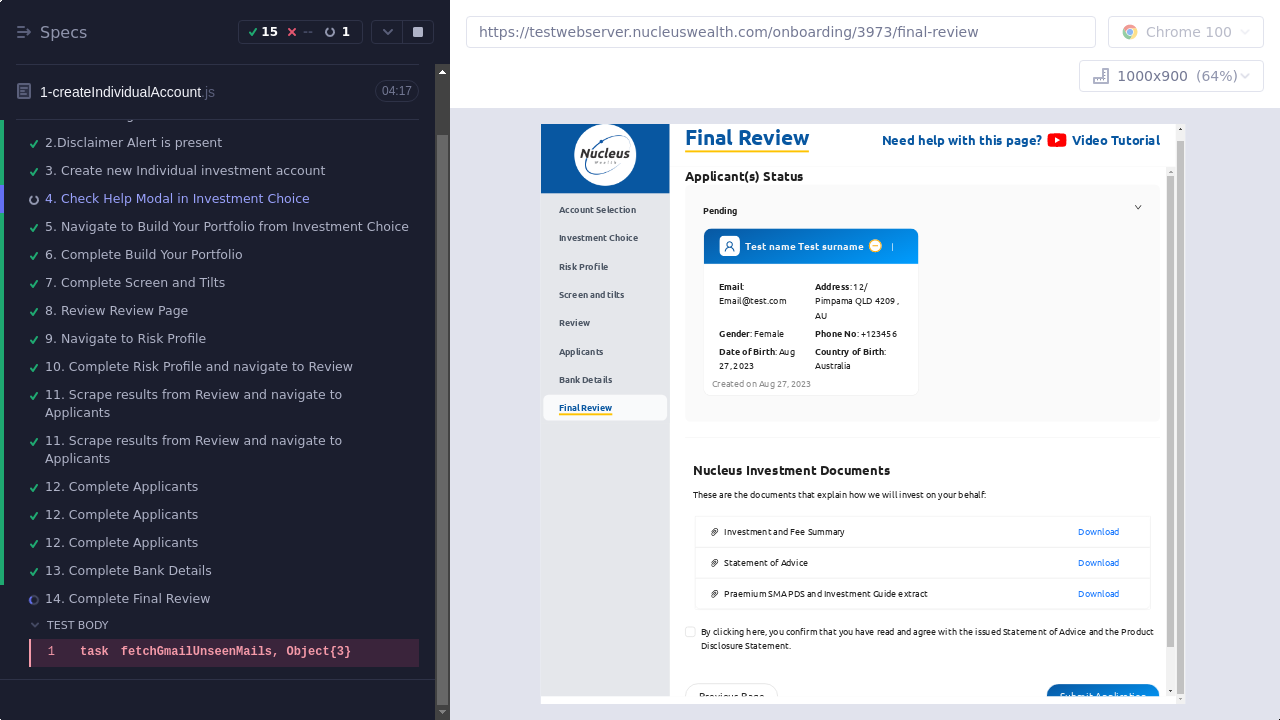 Specs
15
--
1
1-createIndividualAccount.js
04:17
2.Disclaimer Alert is present
3. Create new Individual investment account
4. Check Help Modal in Investment Choice
5. Navigate to Build Your Portfolio from Investment Choice
6. Complete Build Your Portfolio
7. Complete Screen and Tilts
8. Review Review Page
9. Navigate to Risk Profile
10. Complete Risk Profile and navigate to Review
11. Scrape results from Review and navigate to
Applicants
11. Scrape results from Review and navigate to
Applicants
12. Complete Applicants
12. Complete Applicants
12. Complete Applicants
13. Complete Bank Details
14. Complete Final Review
TEST BODY
1 task fetchGmailUnseenMails, Object{3}
https://testwebserver.nucleuswealth.com/onboarding/3973/final-review
Chrome 100
1000x900 (64%)
Nucleus
Wealth
Account Selection
Investment Choice
Risk Profile
Screen and tilts
Review
Applicants
Bank Details
Final Review
Final Review
Need help with this page? Video Tutorial
Applicant(s) Status
Pending
Test name Test surname
Email:
Email@test.com
Address: 12/
Pimpama QLD 4209 ,
AU
Gender: Female
Phone No: +123456
Date of Birth: Aug
27, 2023
Country of Birth:
Australia
Created on Aug 27, 2023
Nucleus Investment Documents
These are the documents that explain how we will invest on your behalf:
Investment and Fee Summary Download
Statement of Advice Download
Praemium SMA PDS and Investment Guide extract Download
By clicking here, you confirm that you have read and agree with the issued Statement of Advice and the Product
Disclosure Statement.
Previous Page
Submit Application